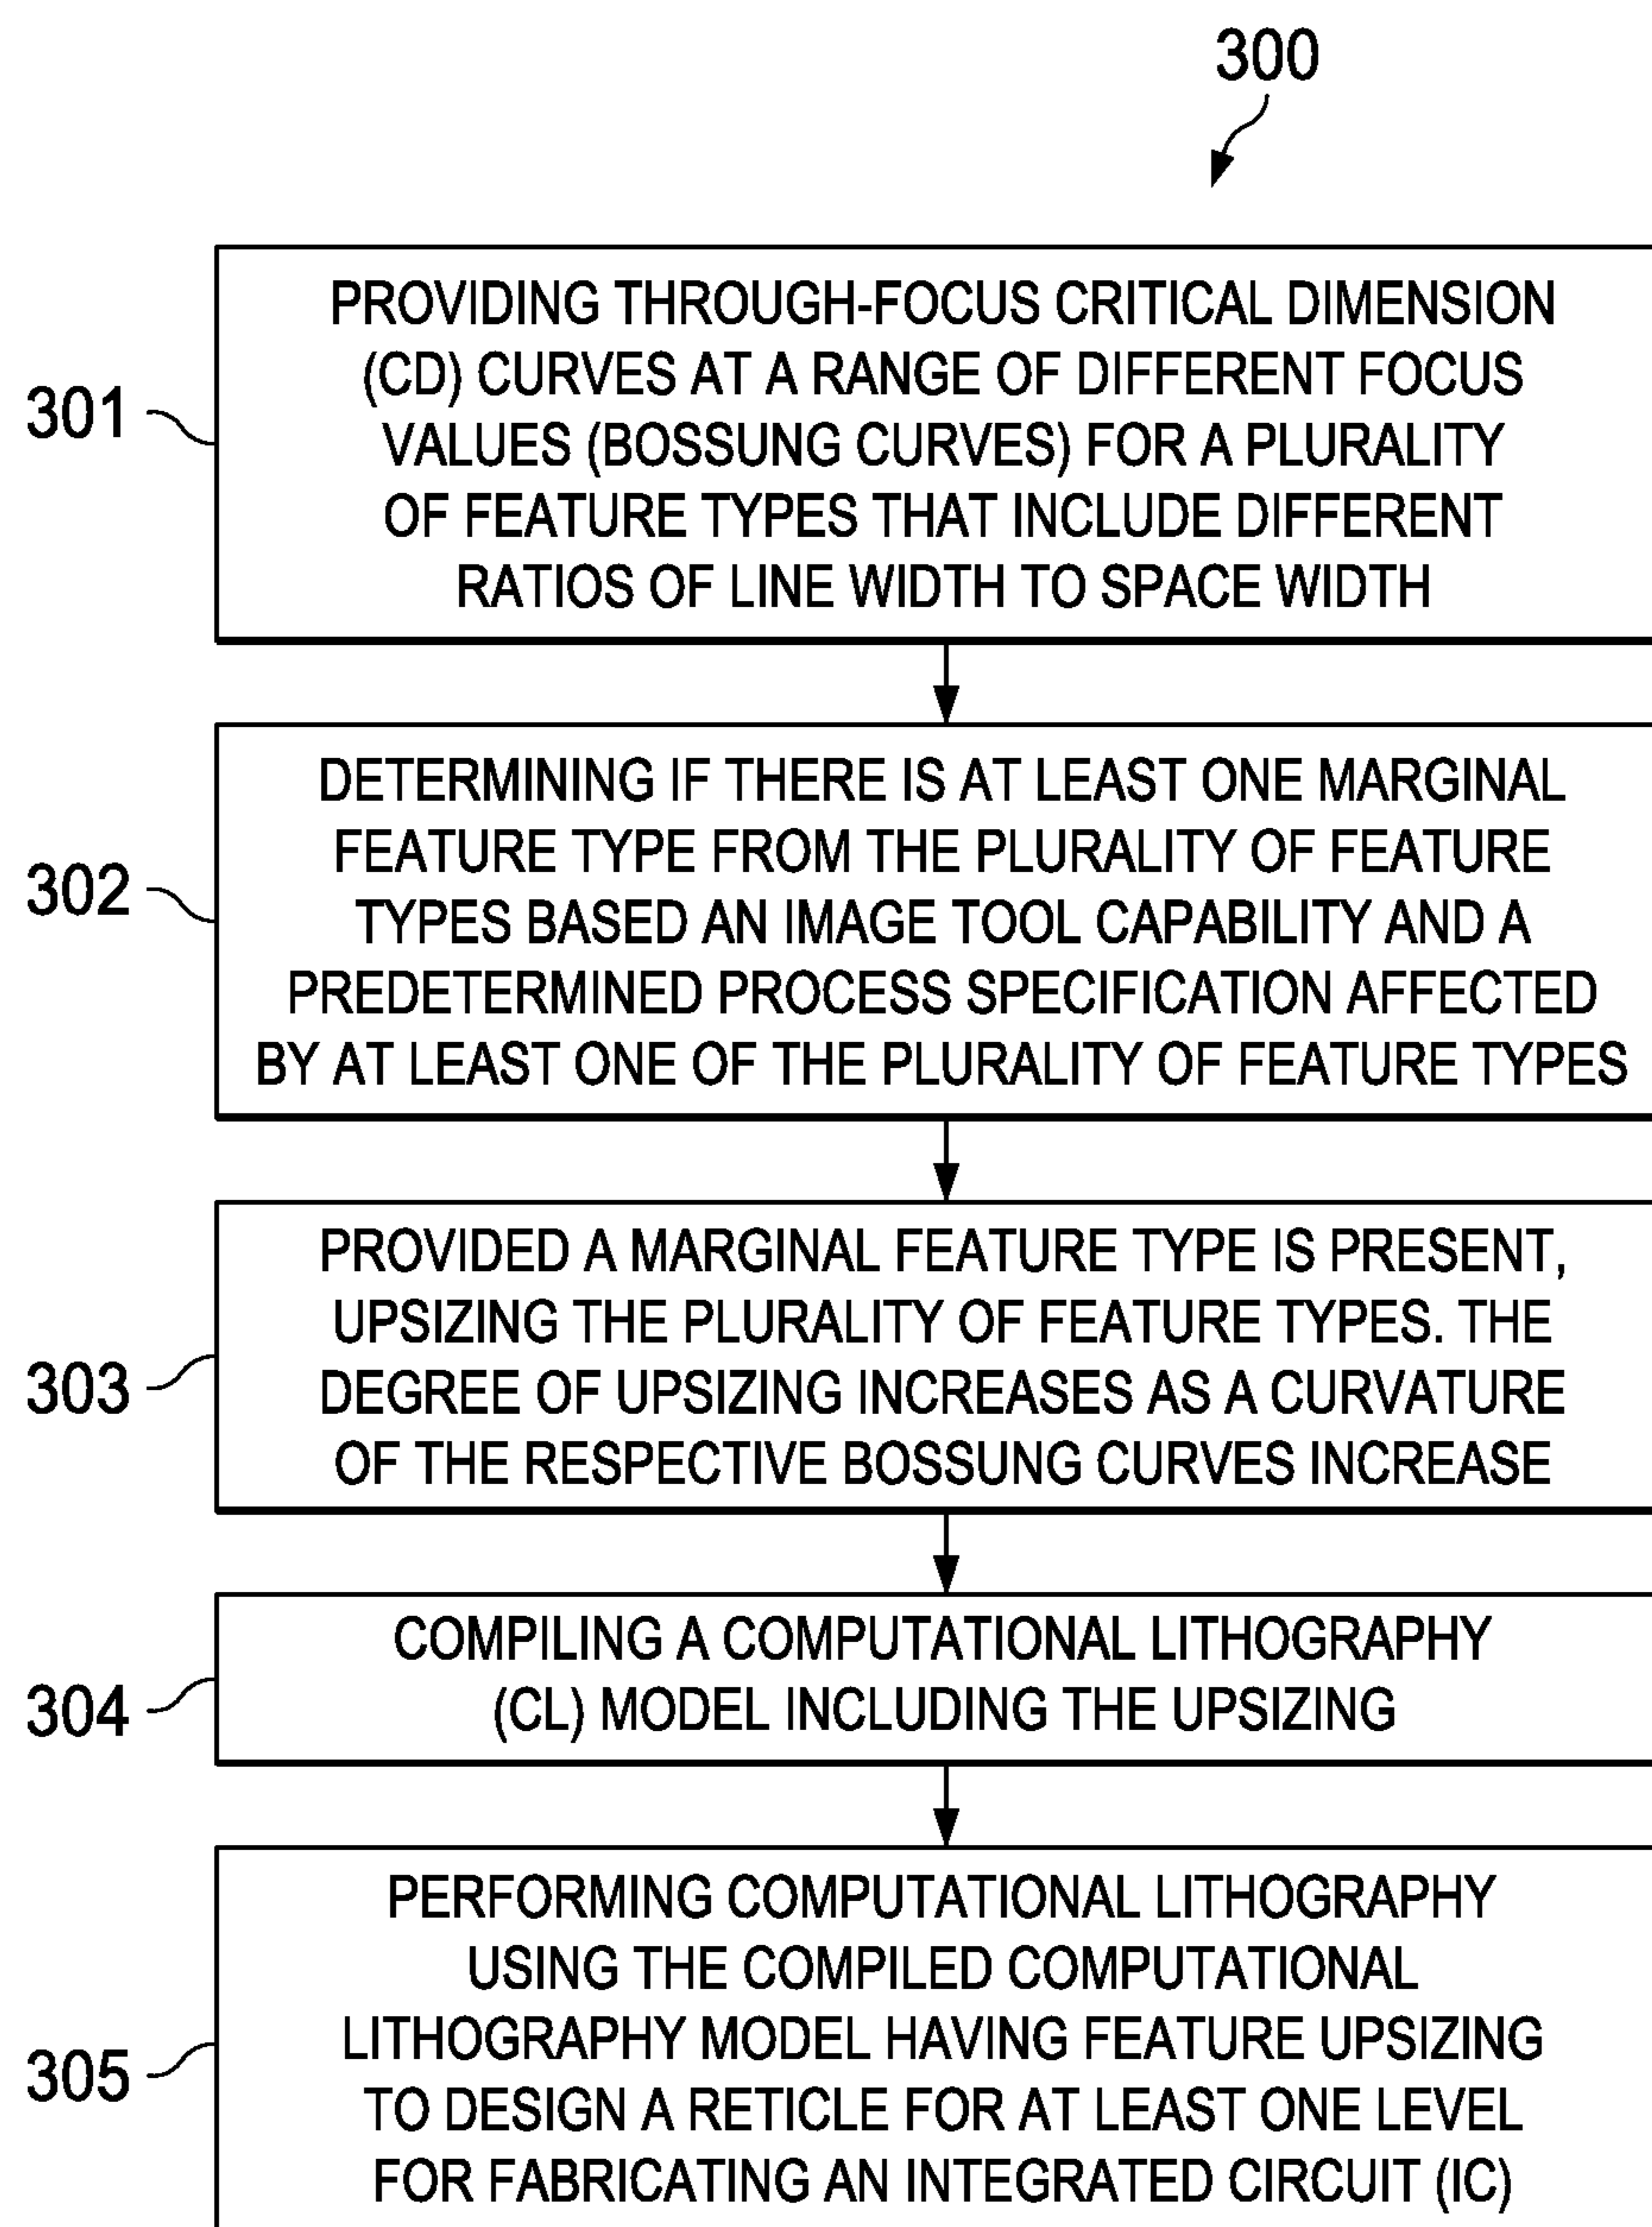 300
301
PROVIDING THROUGH-FOCUS CRITICAL DIMENSION
(CD) CURVES AT A RANGE OF DIFFERENT FOCUS
VALUES (BOSSUNG CURVES) FOR A PLURALITY
OF FEATURE TYPES THAT INCLUDE DIFFERENT
RATIOS OF LINE WIDTH TO SPACE WIDTH
302
DETERMINING IF THERE IS AT LEAST ONE MARGINAL
FEATURE TYPE FROM THE PLURALITY OF FEATURE
TYPES BASED AN IMAGE TOOL CAPABILITY AND A
PREDETERMINED PROCESS SPECIFICATION AFFECTED
BY AT LEAST ONE OF THE PLURALITY OF FEATURE TYPES
303
PROVIDED A MARGINAL FEATURE TYPE IS PRESENT,
UPSIZING THE PLURALITY OF FEATURE TYPES. THE
DEGREE OF UPSIZING INCREASES AS A CURVATURE
OF THE RESPECTIVE BOSSUNG CURVES INCREASE
304
COMPILING A COMPUTATIONAL LITHOGRAPHY
(CL) MODEL INCLUDING THE UPSIZING
305
PERFORMING COMPUTATIONAL LITHOGRAPHY
USING THE COMPILED COMPUTATIONAL
LITHOGRAPHY MODEL HAVING FEATURE UPSIZING
TO DESIGN A RETICLE FOR AT LEAST ONE LEVEL
FOR FABRICATING AN INTEGRATED CIRCUIT (IC)